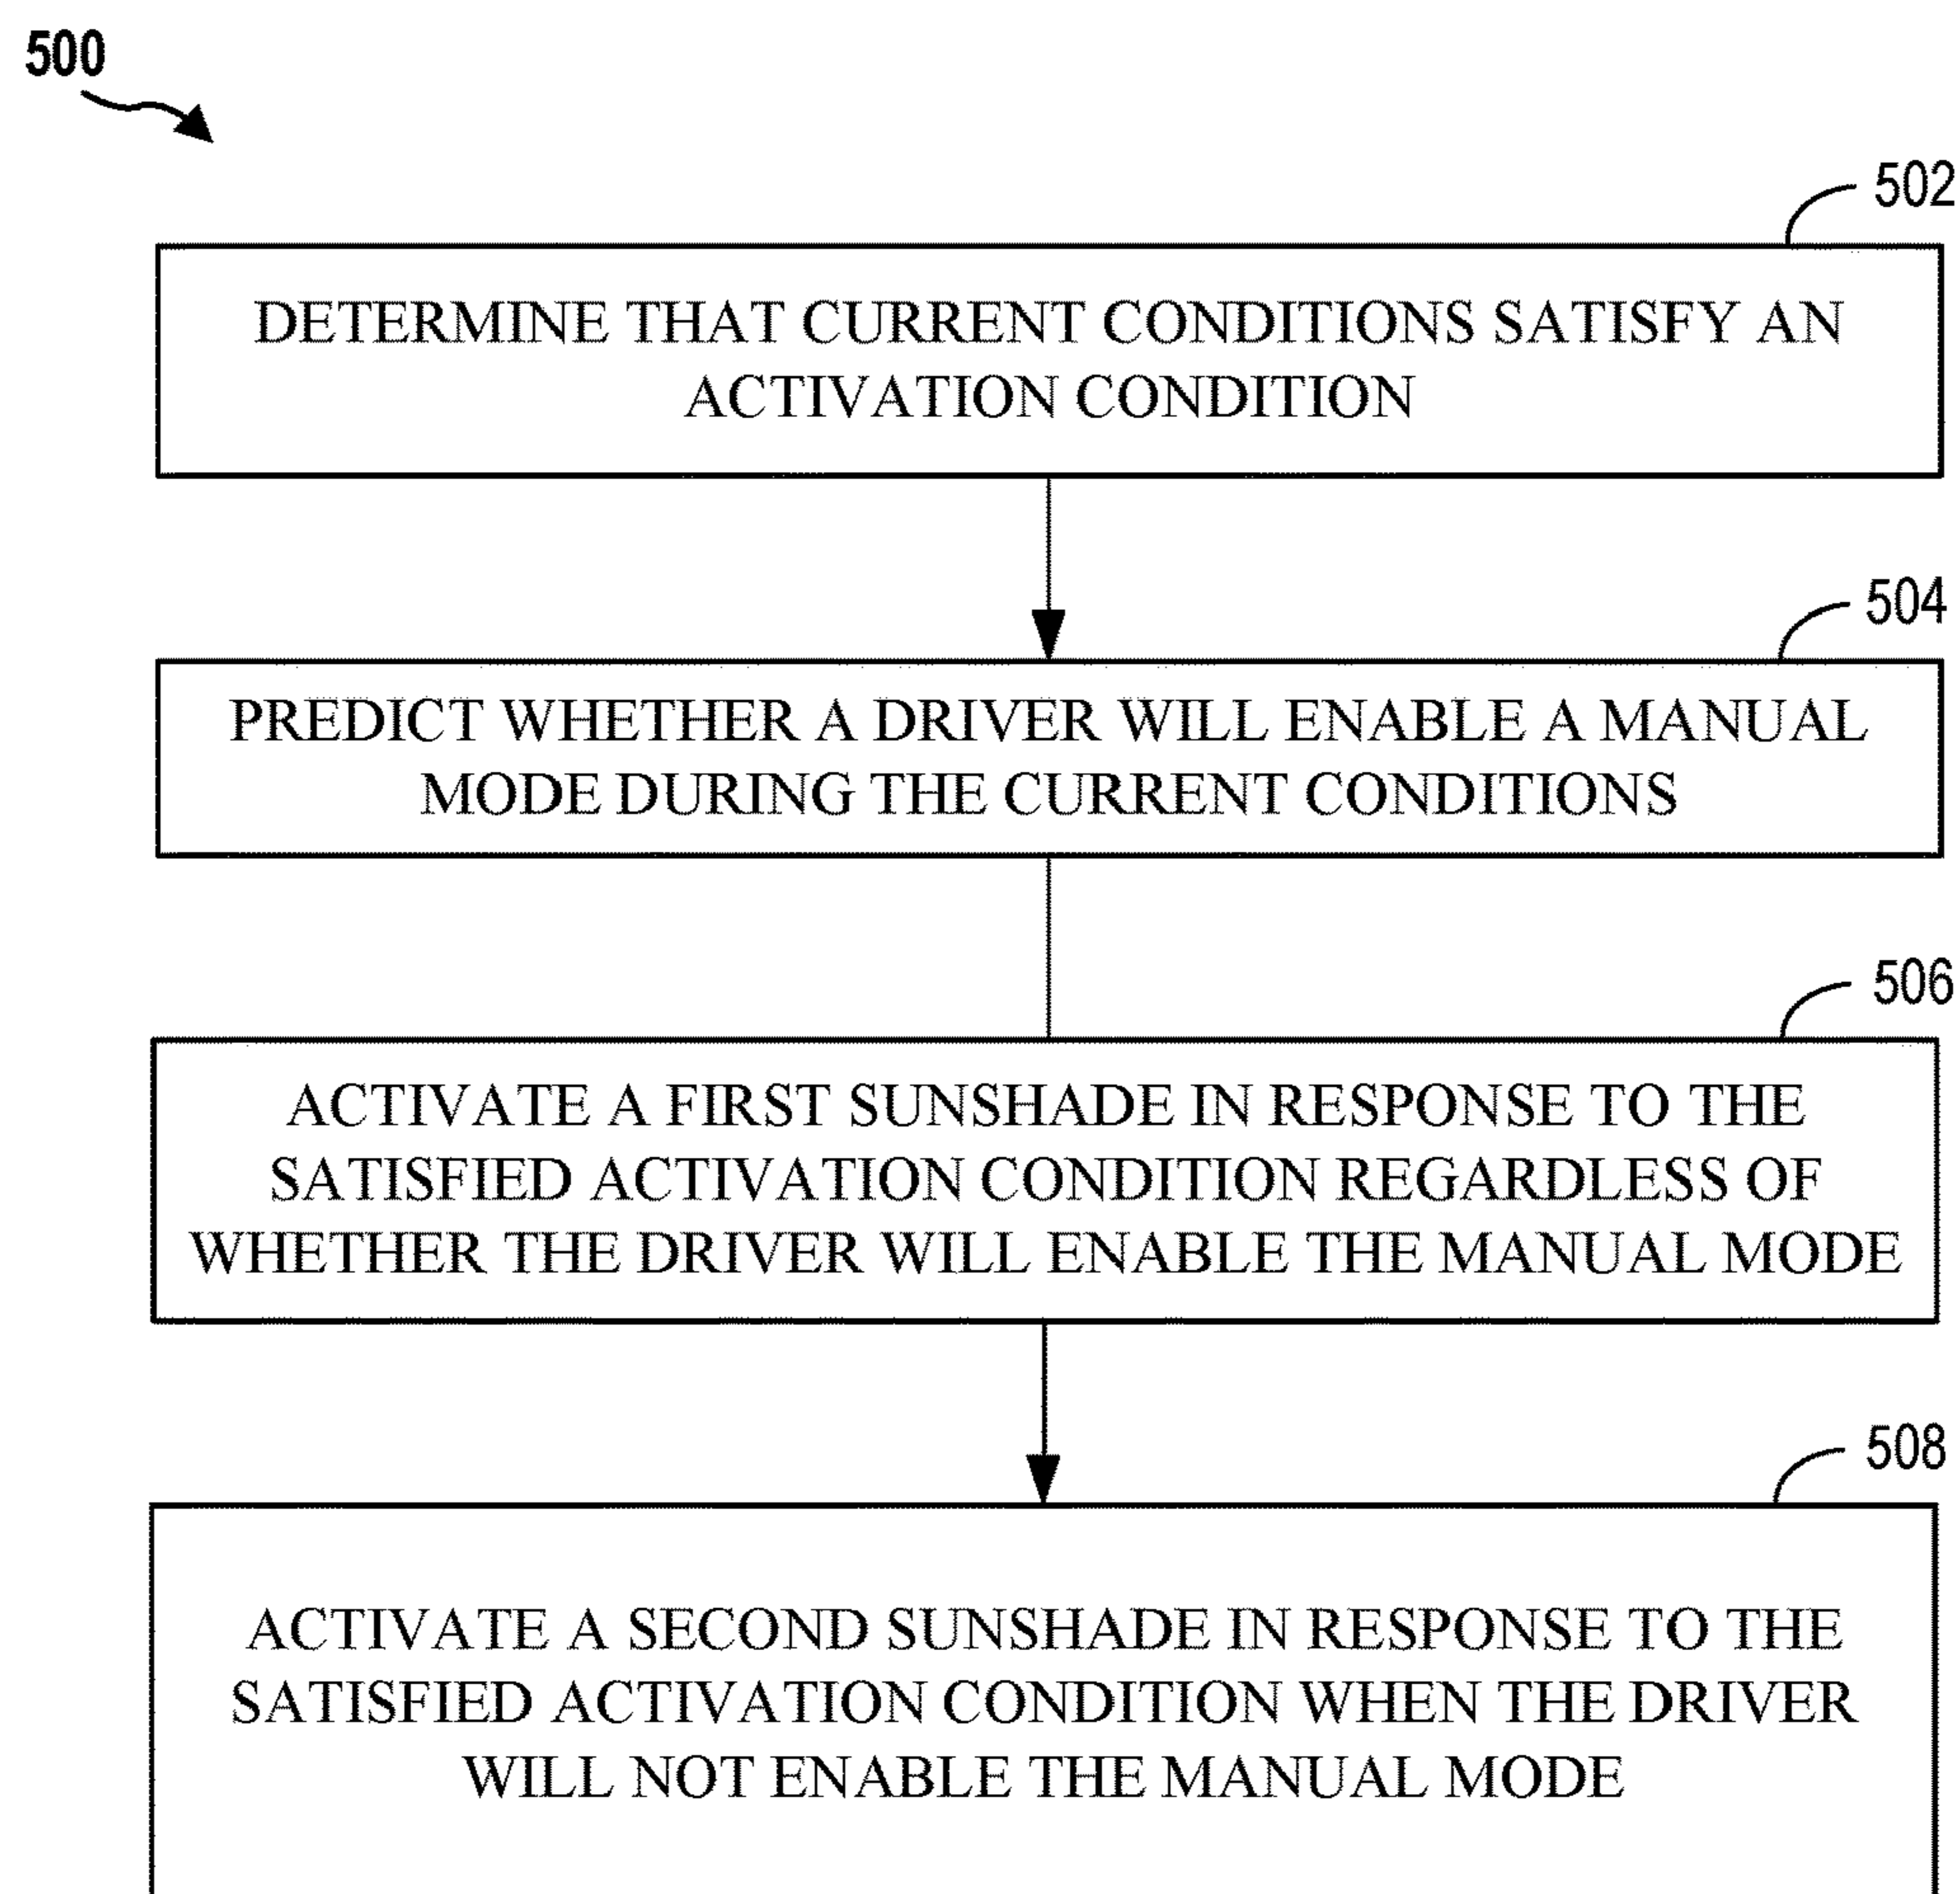 500
502
DETERMINE THAT CURRENT CONDITIONS SATISFY AN
ACTIVATION CONDITION
504
PREDICT WHETHER A DRIVER WILL ENABLE A MANUAL
MODE DURING THE CURRENT CONDITIONS
506
ACTIVATE A FIRST SUNSHADE IN RESPONSE TO THE
SATISFIED ACTIVATION CONDITION REGARDLESS OF
WHETHER THE DRIVER WILL ENABLE THE MANUAL MODE
508
ACTIVATE A SECOND SUNSHADE IN RESPONSE TO THE
SATISFIED ACTIVATION CONDITION WHEN THE DRIVER
WILL NOT ENABLE THE MANUAL MODE